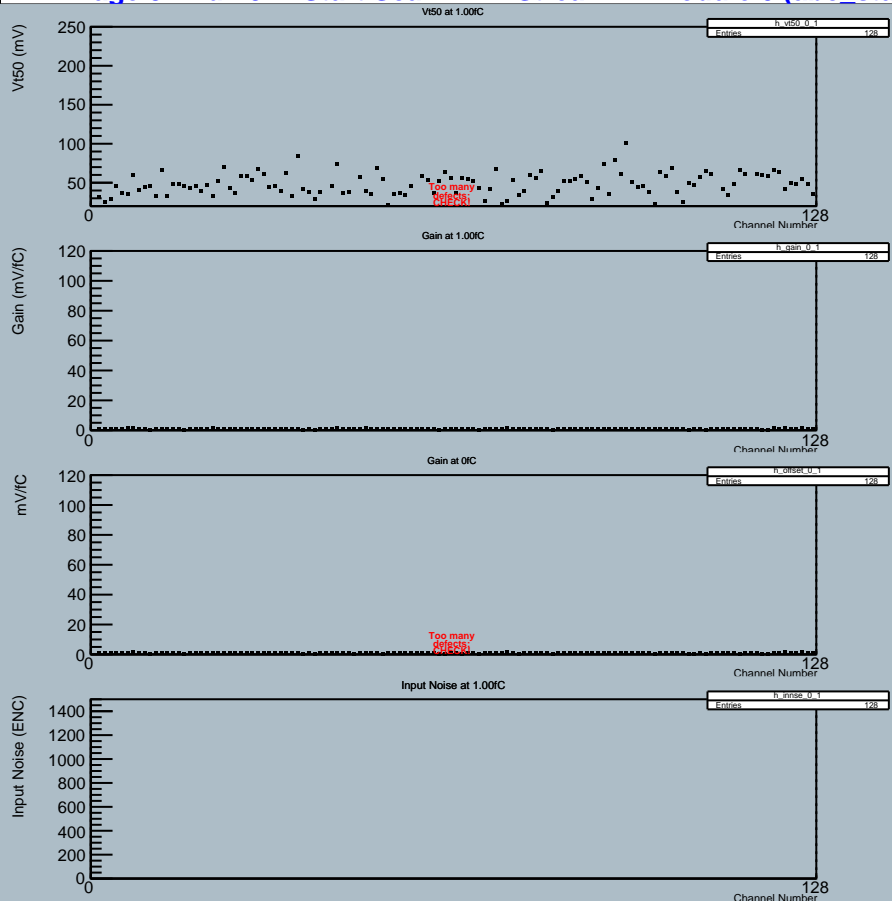 Vt50 at 1.00fC
h_vt50_0_1
Entries 128
Vt50 (mV)
250
200
150
100
50
Too many
defects:
CHECK!
0
128
Channel Number
Gain at 1.00fC
h_gain_0_1
Entries 128
Gain (mV/fC)
120
100
80
60
40
20
0
0
128
Channel Number
Gain at 0fC
h_offset_0_1
Entries 128
mV/fC
120
100
80
60
40
20
0
Too many
defects:
CHECK!
0
128
Channel Number
Input Noise at 1.00fC
h_innse_0_1
Entries 128
Input Noise (ENC)
1400
1200
1000
800
600
400
200
0
0
128
Channel Number